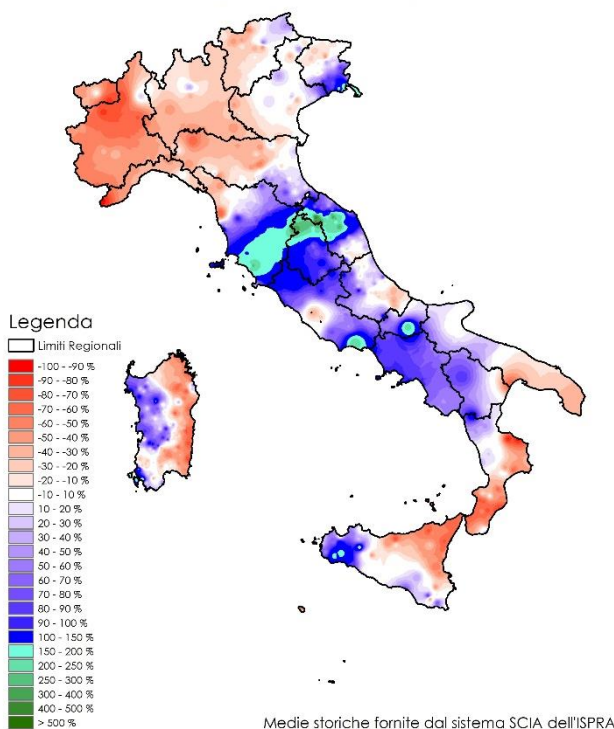 Legenda
Limiti Regionali
-100 - -90 %
-90 - -80 %
-80 - -70 %
-70 - -60 %
-60 - -50 %
-50 - -40 %
-40 - -30 %
-30 - -20 %
-20 - -10 %
-10 - 10 %
10 - 20 %
20 - 30 %
30 - 40 %
40 - 50 %
50 - 60 %
60 - 70 %
70 - 80 %
80 - 90 %
90 - 100 %
100 - 150 %
150 - 200 %
200 - 250 %
250 - 300 %
300 - 400 %
400 - 500 %
> 500 %
Medie storiche fornite dal sistema SCIA dell'ISPRA